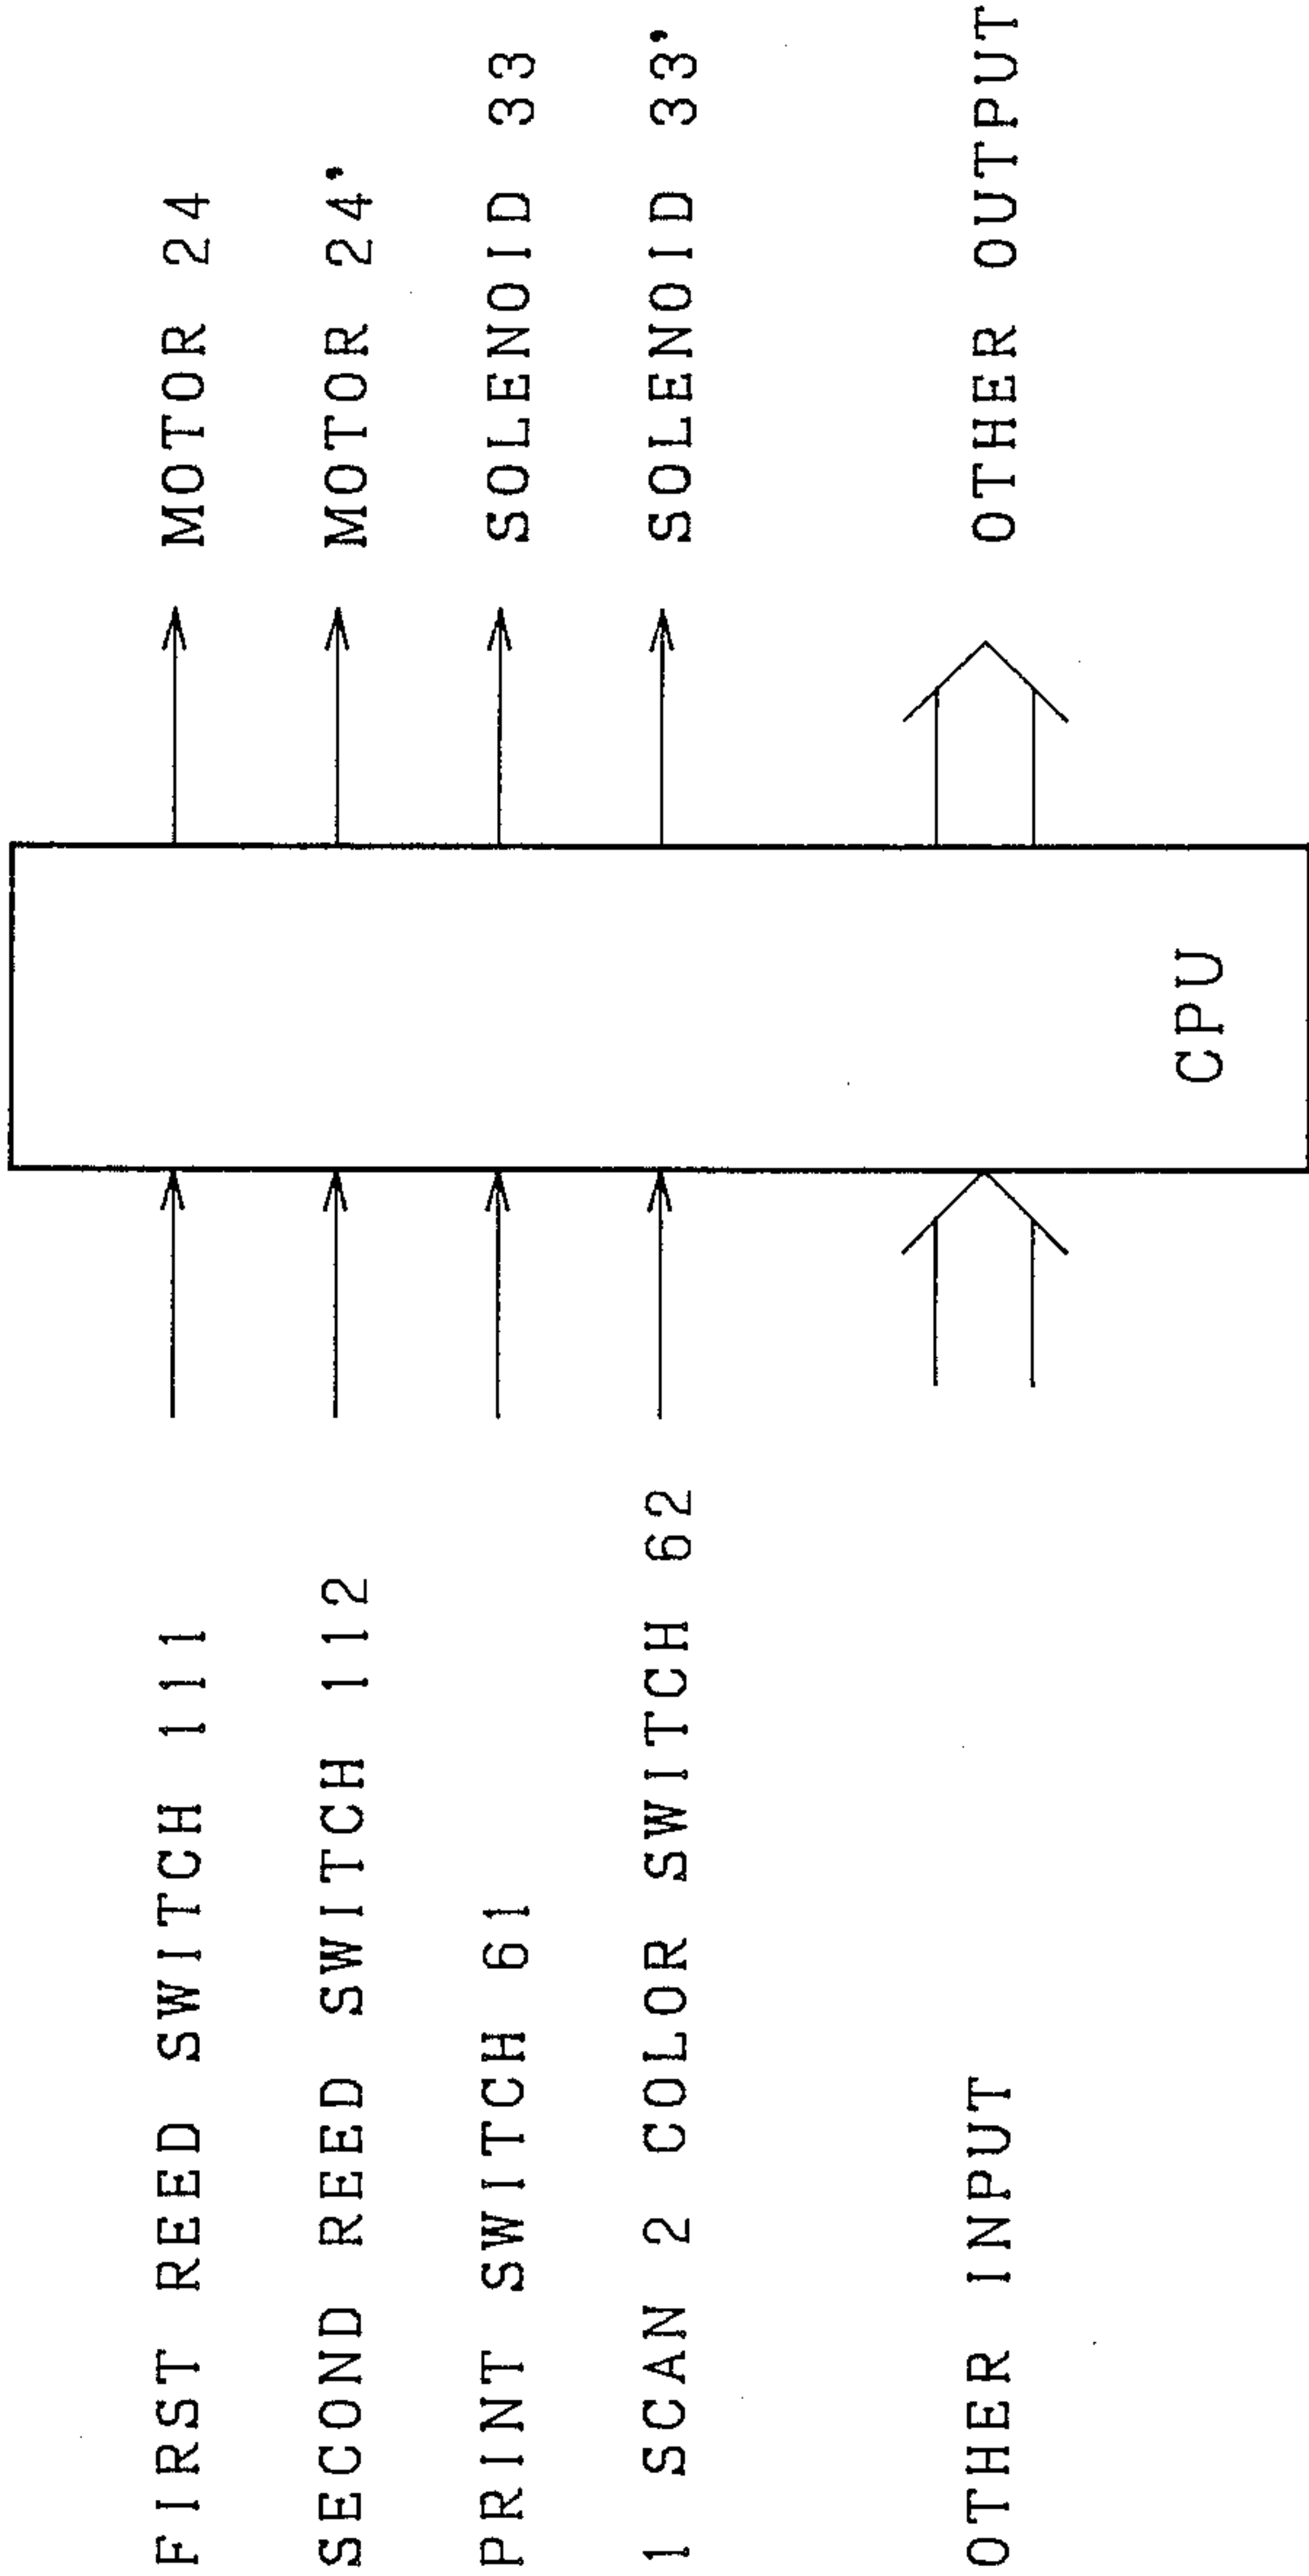 FIRST REED SWITCH 111
SECOND REED SWITCH 112
PRINT SWITCH 61
1 SCAN 2 COLOR SWITCH 62
OTHER INPUT
CPU
MOTOR 24
MOTOR 24'
SOLENOID 33
SOLENOID 33'
OTHER OUTPUT